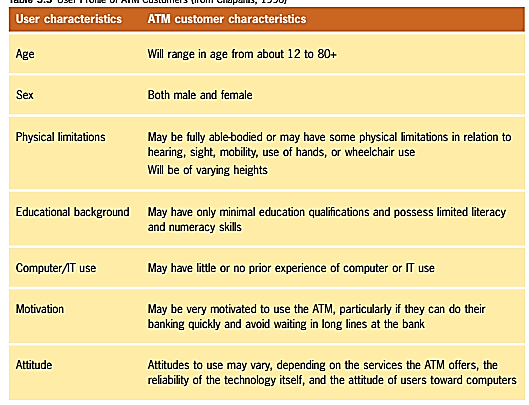 Table 3.3 User Profile of ATM Customers (from Chapanis, 1996)
User characteristics ATM customer characteristics
Age Will range in age from about 12 to 80+
Sex Both male and female
Physical limitations May be fully able-bodied or may have some physical limitations in relation to
hearing, sight, mobility, use of hands, or wheelchair use
Will be of varying heights
Educational background May have only minimal education qualifications and possess limited literacy
and numeracy skills
Computer/IT use May have little or no prior experience of computer or IT use
Motivation May be very motivated to use the ATM, particularly if they can do their
banking quickly and avoid waiting in long lines at the bank
Attitude Attitudes to use may vary, depending on the services the ATM offers, the
reliability of the technology itself, and the attitude of users toward computers